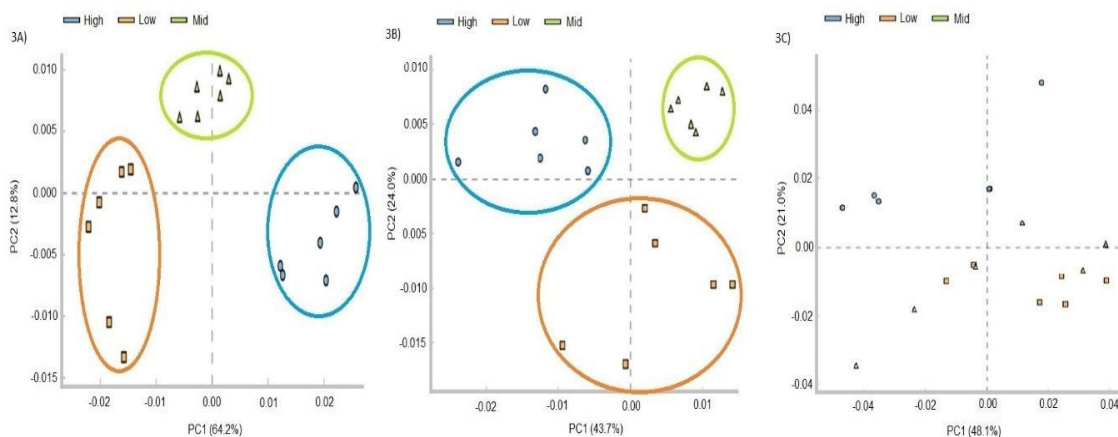 High Low Mid
3A)
0.010
0.005
0.000
-0.005
-0.010
-0.015
PC2 (12.8%)
-0.02 -0.01 0.00 0.01 0.02
PC1 (64.2%)
High Low Mid
3B)
0.010
0.005
0.000
-0.005
-0.010
-0.015
PC2 (24.0%)
-0.02 -0.01 0.00 0.01
PC1 (43.7%)
High Low Mid
3C)
0.04
0.02
0.00
-0.02
-0.04
PC2 (21.0%)
-0.04 -0.02 0.00 0.02 0.04
PC1 (48.1%)